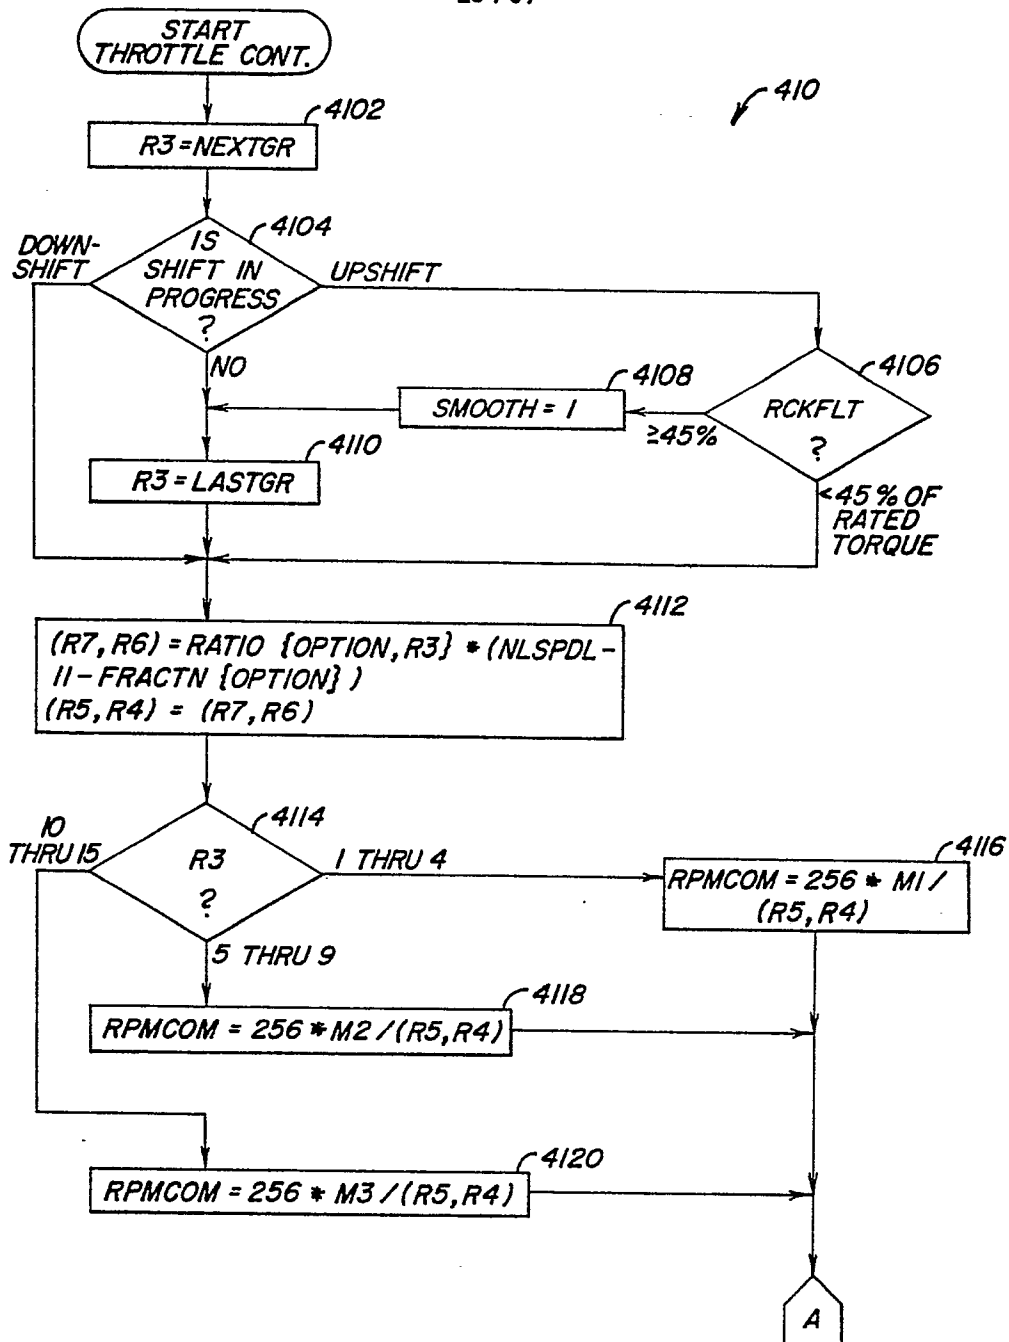 START
THROTTLE CONT.
410
4102
R3=NEXTGR
4104
DOWN-
SHIFT
IS
SHIFT IN
PROGRESS
?
UPSHIFT
NO
4106
RCKFLT
?
4108
SMOOTH = 1
≥45%
4110
R3=LASTGR
<45% OF
RATED
TORQUE
4112
(R7,R6) = RATIO {OPTION,R3} * (NLSPDL-
11-FRACTN {OPTION})
(R5,R4) = (R7,R6)
4114
10
THRU 15
R3
?
1 THRU 4
4116
RPMCOM = 256 * M1 /
(R5,R4)
5 THRU 9
4118
RPMCOM = 256 * M2 /(R5,R4)
4120
RPMCOM = 256 * M3 /(R5,R4)
A